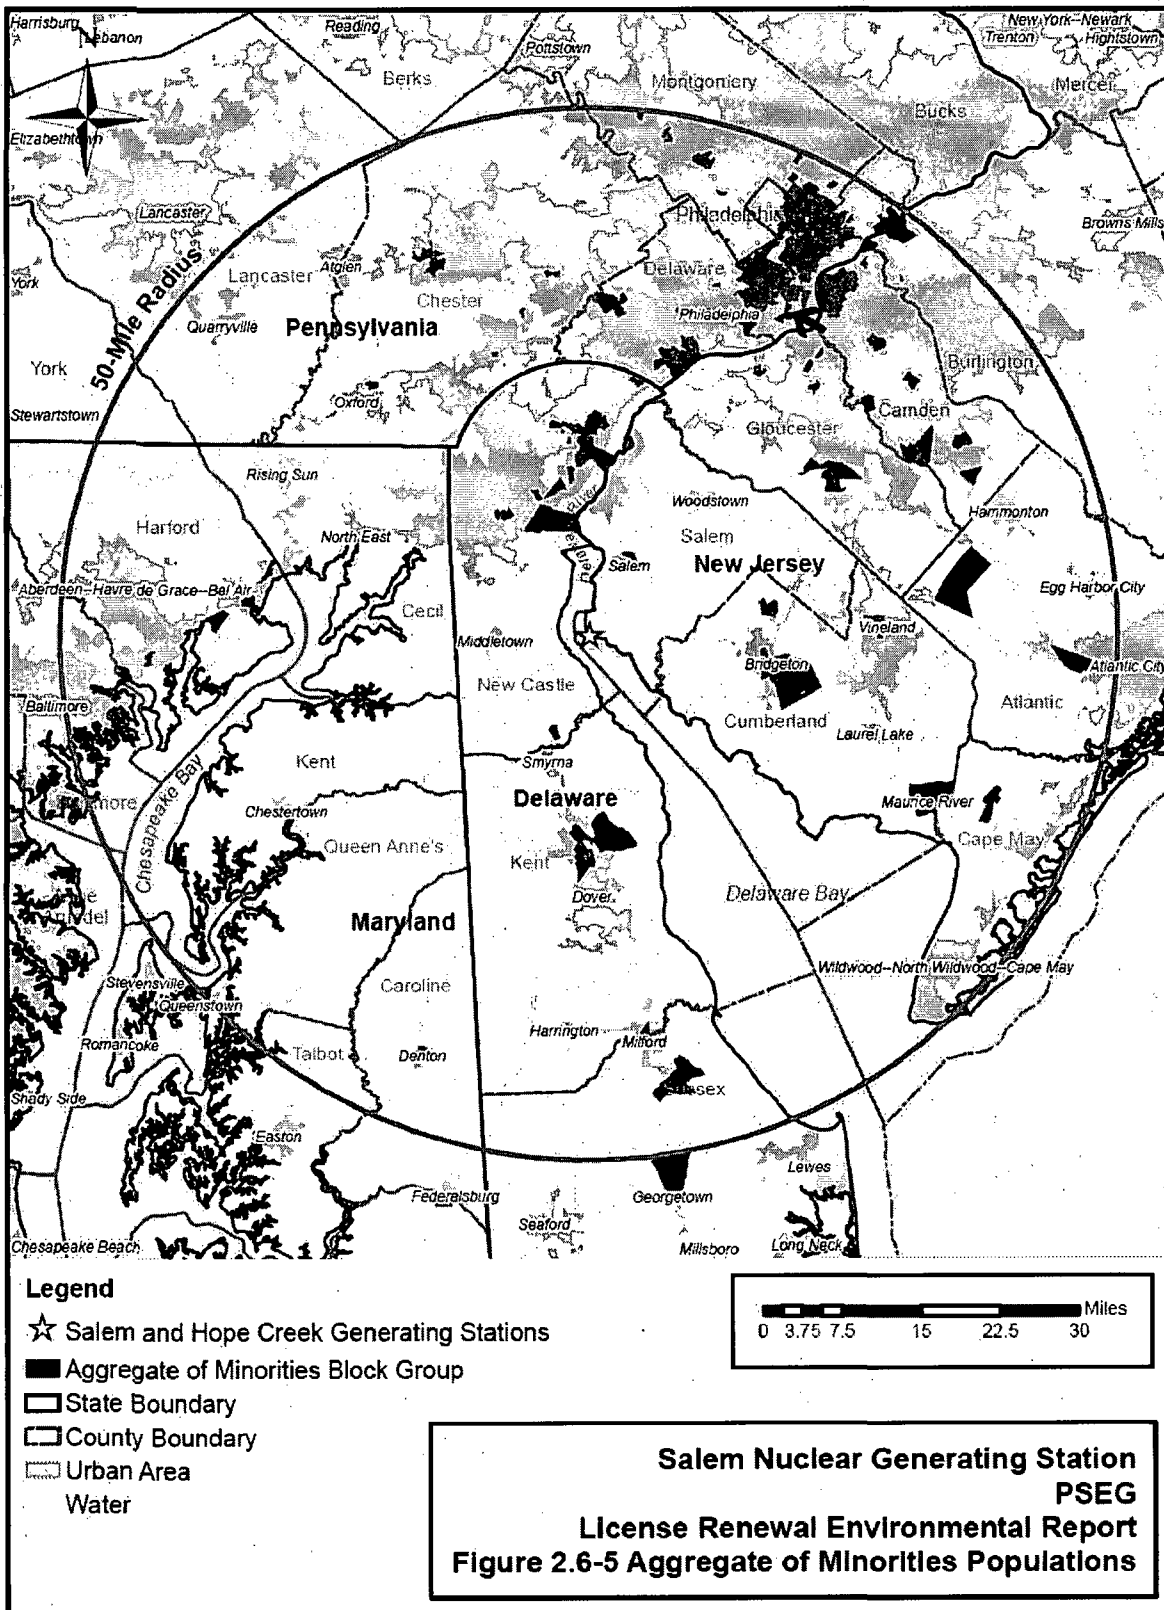 Harrisburg
Lebanon
Reading
Pottstown
New York--Newark
Trenton
Hightstown
Berks
Montgomery
Mercer
Bucks
Elizabethtown
Lancaster
Philadelphia
Browns Mills
York
Lancaster
Atglen
Chester
Delaware
50-Mile Radius
Quarryville
Pennsylvania
Philadelphia
Burlington
York
Stewartstown
Oxford
Camden
Gloucester
Rising Sun
Woodstown
Hammonton
Harford
North East
River
Salem
Delaware
Salem
New Jersey
Egg Harbor City
Aberdeen--Havre de Grace--Bel Air
Cecil
Middletown
Vineland
Bridgeton
Atlantic City
New Castle
Baltimore
Cumberland
Atlantic
Laurel Lake
Kent
Smyrna
Chesapeake Bay
Delaware
Maurice River
Baltimore
Chestertown
Queen Anne's
Kent
Cape May
Anne
Arundel
Dover
Delaware Bay
Maryland
Stevensville
Caroline
Wildwood--North Wildwood--Cape May
Queenstown
Romancoke
Talbot
Denton
Harrington
Milford
Shady Side
Sussex
Easton
Lewes
Federalsburg
Georgetown
Seaford
Chesapeake Beach
Millsboro
Long Neck
Legend
Salem and Hope Creek Generating Stations
Aggregate of Minorities Block Group
State Boundary
County Boundary
Urban Area
Water
Miles
0 3.75 7.5 15 22.5 30
Salem Nuclear Generating Station
PSEG
License Renewal Environmental Report
Figure 2.6-5 Aggregate of Minorities Populations